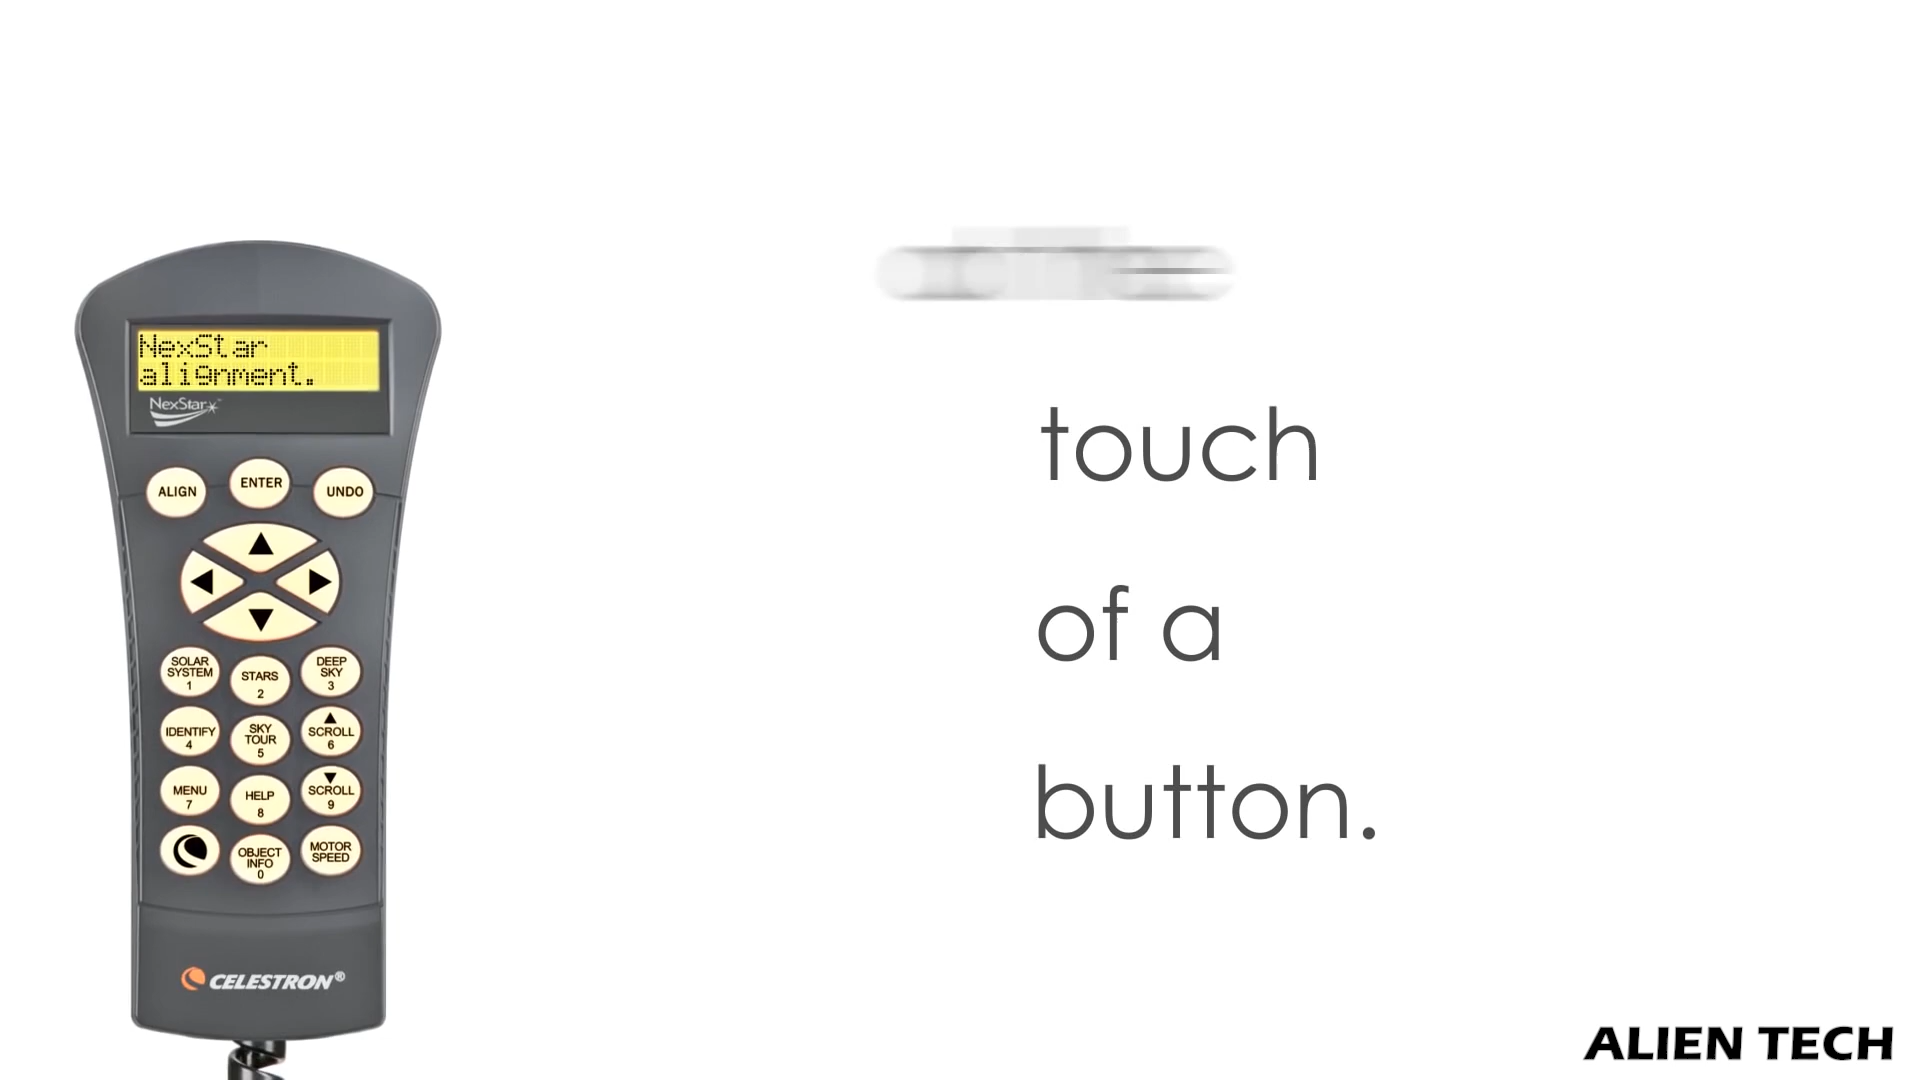 NexStar
alignment.
NexStar
ALIGN
ENTER
UNDO
SOLAR
SYSTEM
1
STARS
2
DEEP
SKY
3
IDENTIFY
4
SKY
TOUR
5
SCROLL
6
MENU
7
HELP
8
SCROLL
9
OBJECT
INFO
0
MOTOR
SPEED
CELESTRON®
touch
of a
button.
ALIEN TECH